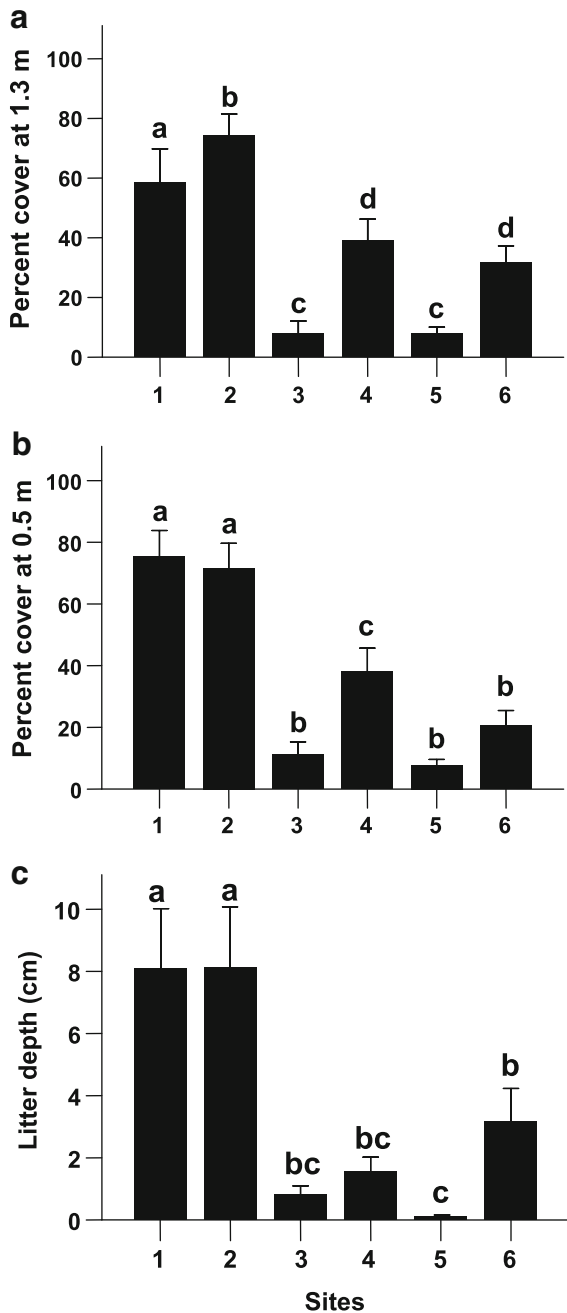 a
Percent cover at 1.3 m
100
80
60
40
20
0
a
b
c
d
c
d
1 2 3 4 5 6
b
Percent cover at 0.5 m
100
80
60
40
20
0
a
a
b
c
b
b
1 2 3 4 5 6
c
Litter depth (cm)
10
8
6
4
2
0
a
a
bc
bc
c
b
1 2 3 4 5 6
Sites